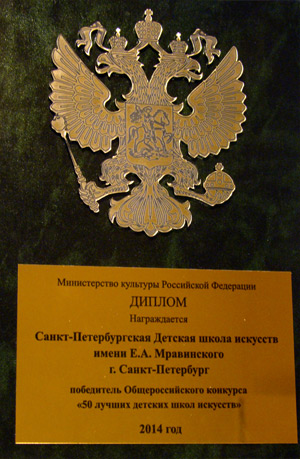 Министерство культуры Российской Федерации
ДИПЛОМ
Награждается
Санкт-Петербургская Детская школа искусств
имени Е.А. Мравинского
г. Санкт-Петербург
победитель Общероссийского конкурса
«50 лучших детских школ искусств»
2014 год